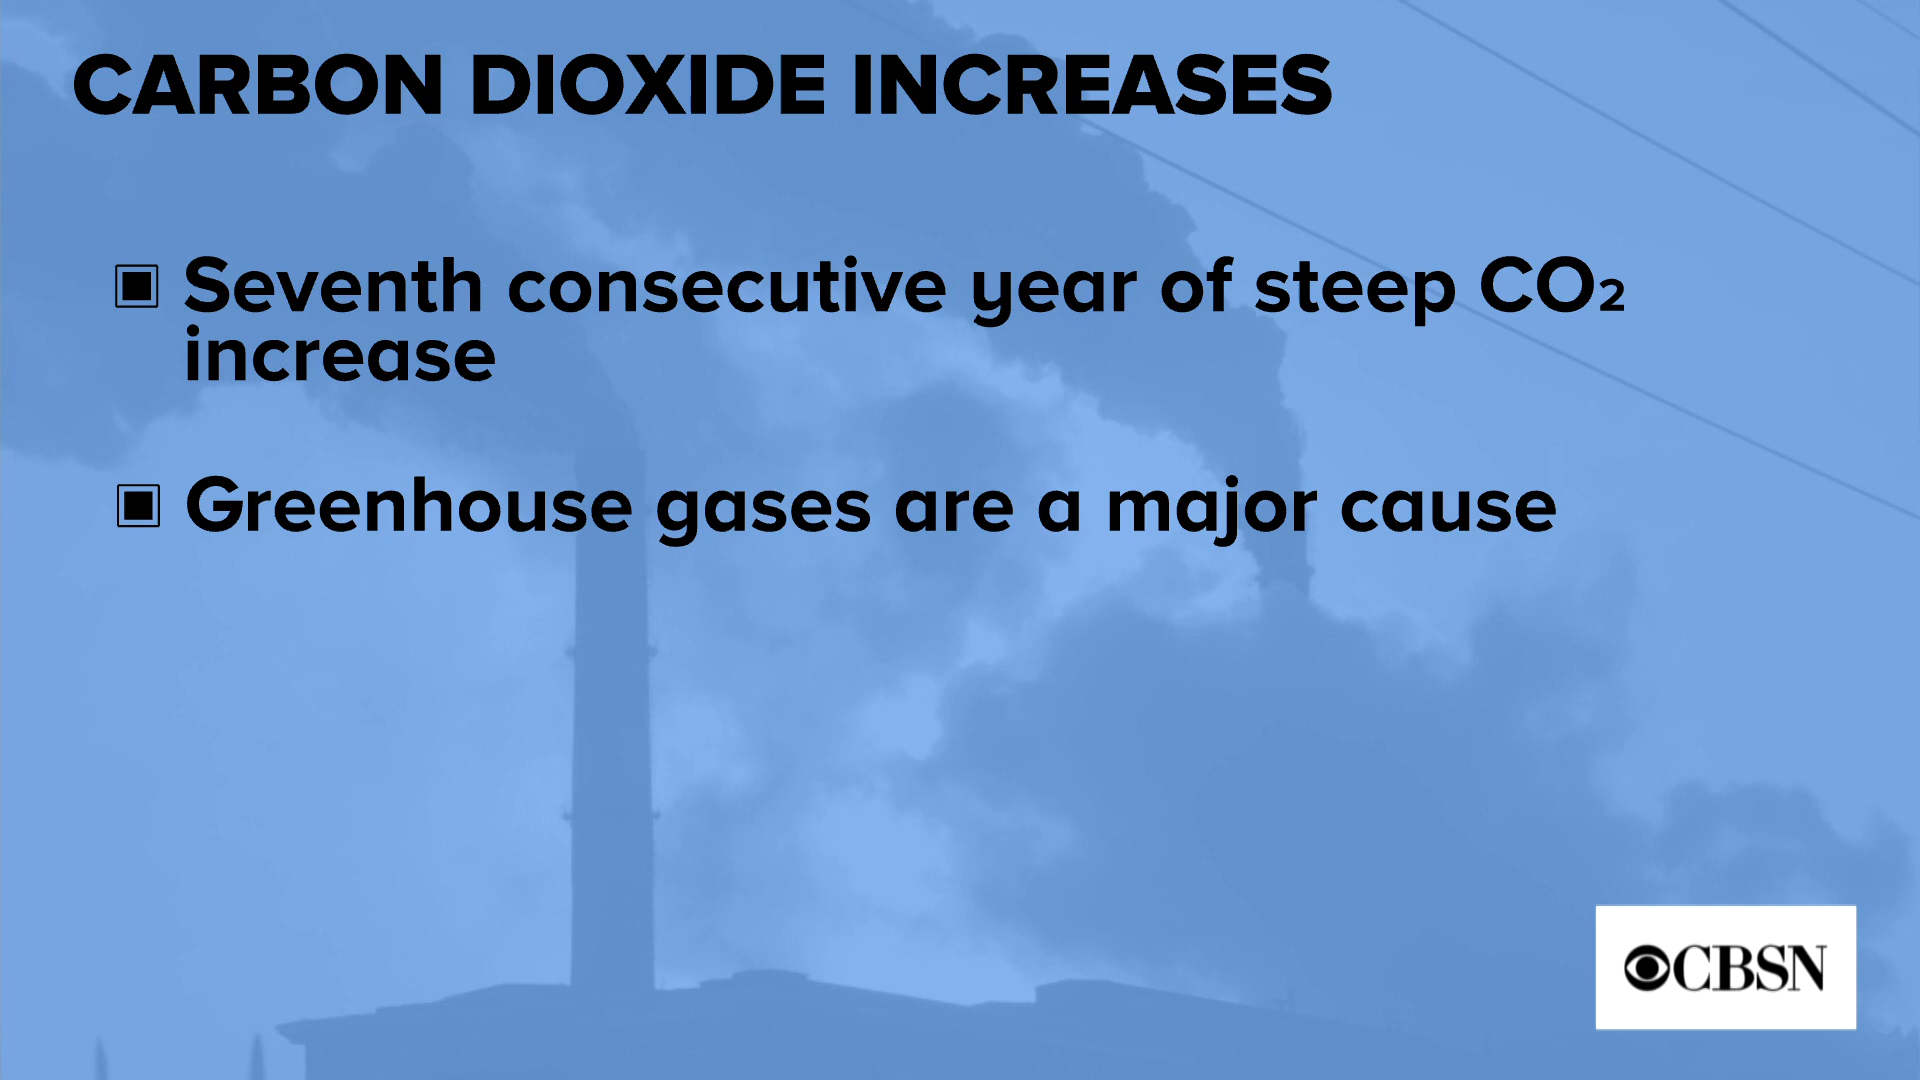 CARBON DIOXIDE INCREASES
▣ Seventh consecutive year of steep CO₂
increase
▣ Greenhouse gases are a major cause
CBSN